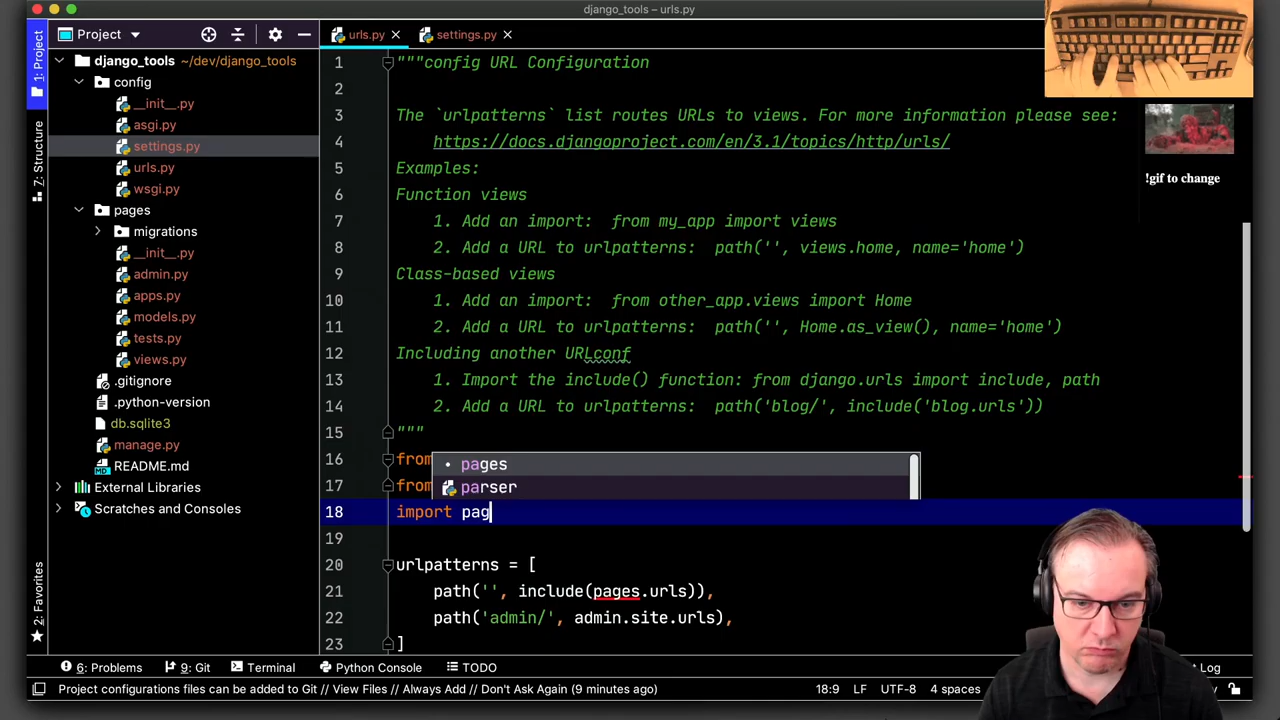 django_tools – urls.py
Project
urls.py
settings.py
1: Project
7: Structure
2: Favorites
django_tools ~/dev/django_tools
config
__init__.py
asgi.py
settings.py
urls.py
wsgi.py
pages
migrations
__init__.py
admin.py
apps.py
models.py
tests.py
views.py
.gitignore
.python-version
db.sqlite3
manage.py
README.md
External Libraries
Scratches and Consoles
1 """config URL Configuration
2
3 The `urlpatterns` list routes URLs to views. For more information please see:
4 https://docs.djangoproject.com/en/3.1/topics/http/urls/
5 Examples:
6 Function views
7 1. Add an import:  from my_app import views
8 2. Add a URL to urlpatterns:  path('', views.home, name='home')
9 Class-based views
10 1. Add an import:  from other_app.views import Home
11 2. Add a URL to urlpatterns:  path('', Home.as_view(), name='home')
12 Including another URLconf
13 1. Import the include() function: from django.urls import include, path
14 2. Add a URL to urlpatterns:  path('blog/', include('blog.urls'))
15 """
16 from
pages
17 from
parser
18 import pag
19
20 urlpatterns = [
21 path('', include(pages.urls)),
22 path('admin/', admin.site.urls),
23 ]
!gif to change
6: Problems
9: Git
Terminal
Python Console
TODO
Log
Project configurations files can be added to Git // View Files // Always Add // Don't Ask Again (9 minutes ago)
18:9 LF UTF-8 4 spaces